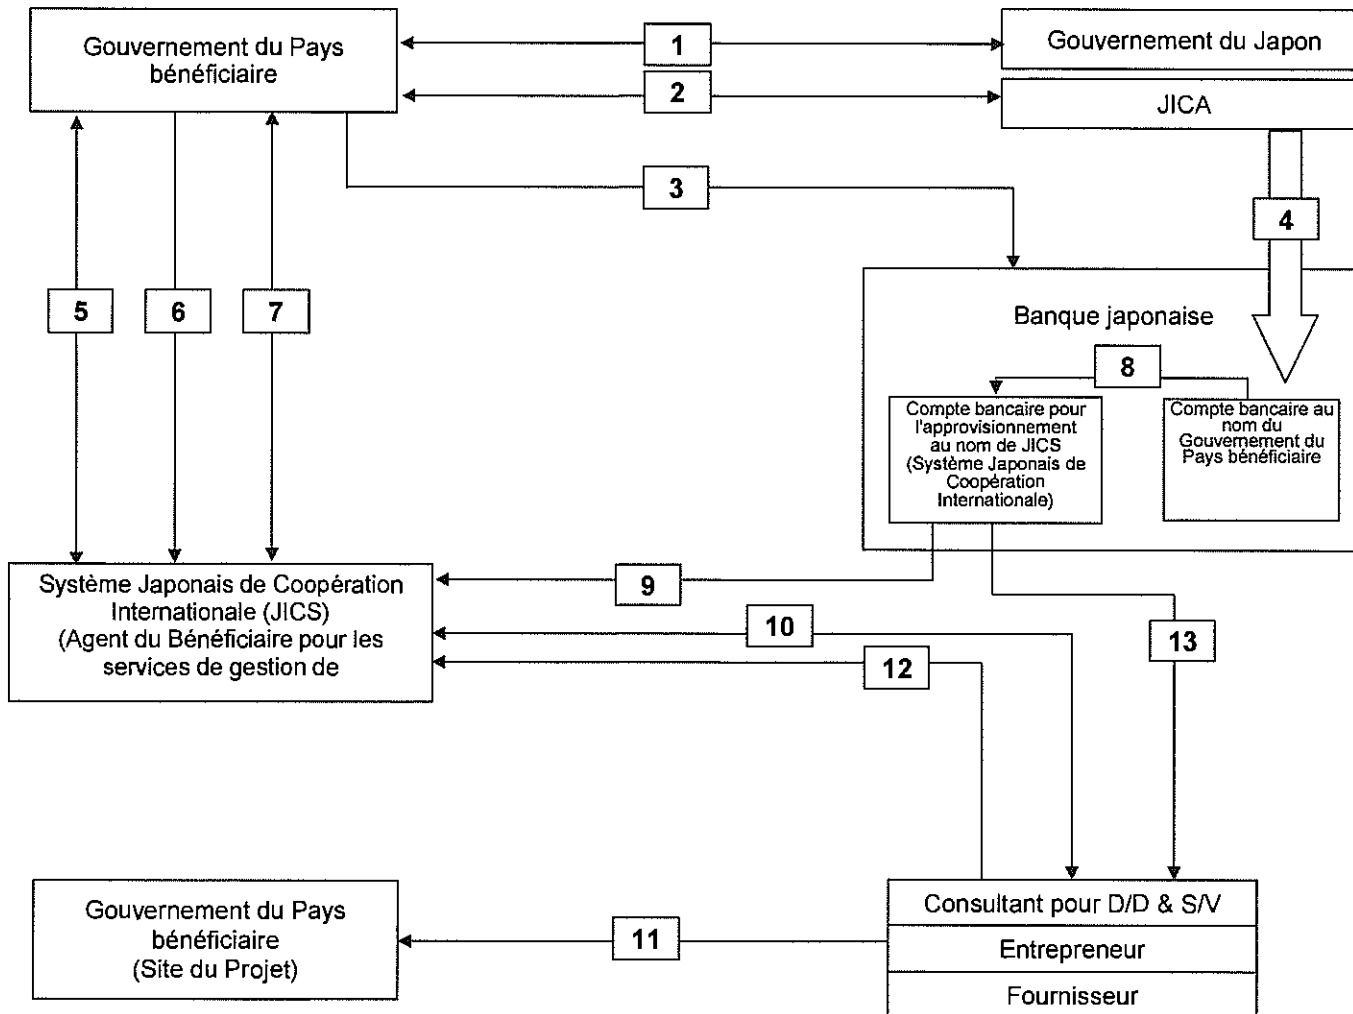 Gouvernement du Pays
bénéficiaire
1
Gouvernement du Japon
2
JICA
3
4
5
6
7
Banque japonaise
8
Compte bancaire pour
l'approvisionnement
au nom de JICS
(Système Japonais de
Coopération
Internationale)
Compte bancaire au
nom du
Gouvernement du
Pays bénéficiaire
Système Japonais de Coopération
Internationale (JICS)
(Agent du Bénéficiaire pour les
services de gestion de
9
10
12
13
Gouvernement du Pays
bénéficiaire
(Site du Projet)
11
Consultant pour D/D & S/V
Entrepreneur
Fournisseur